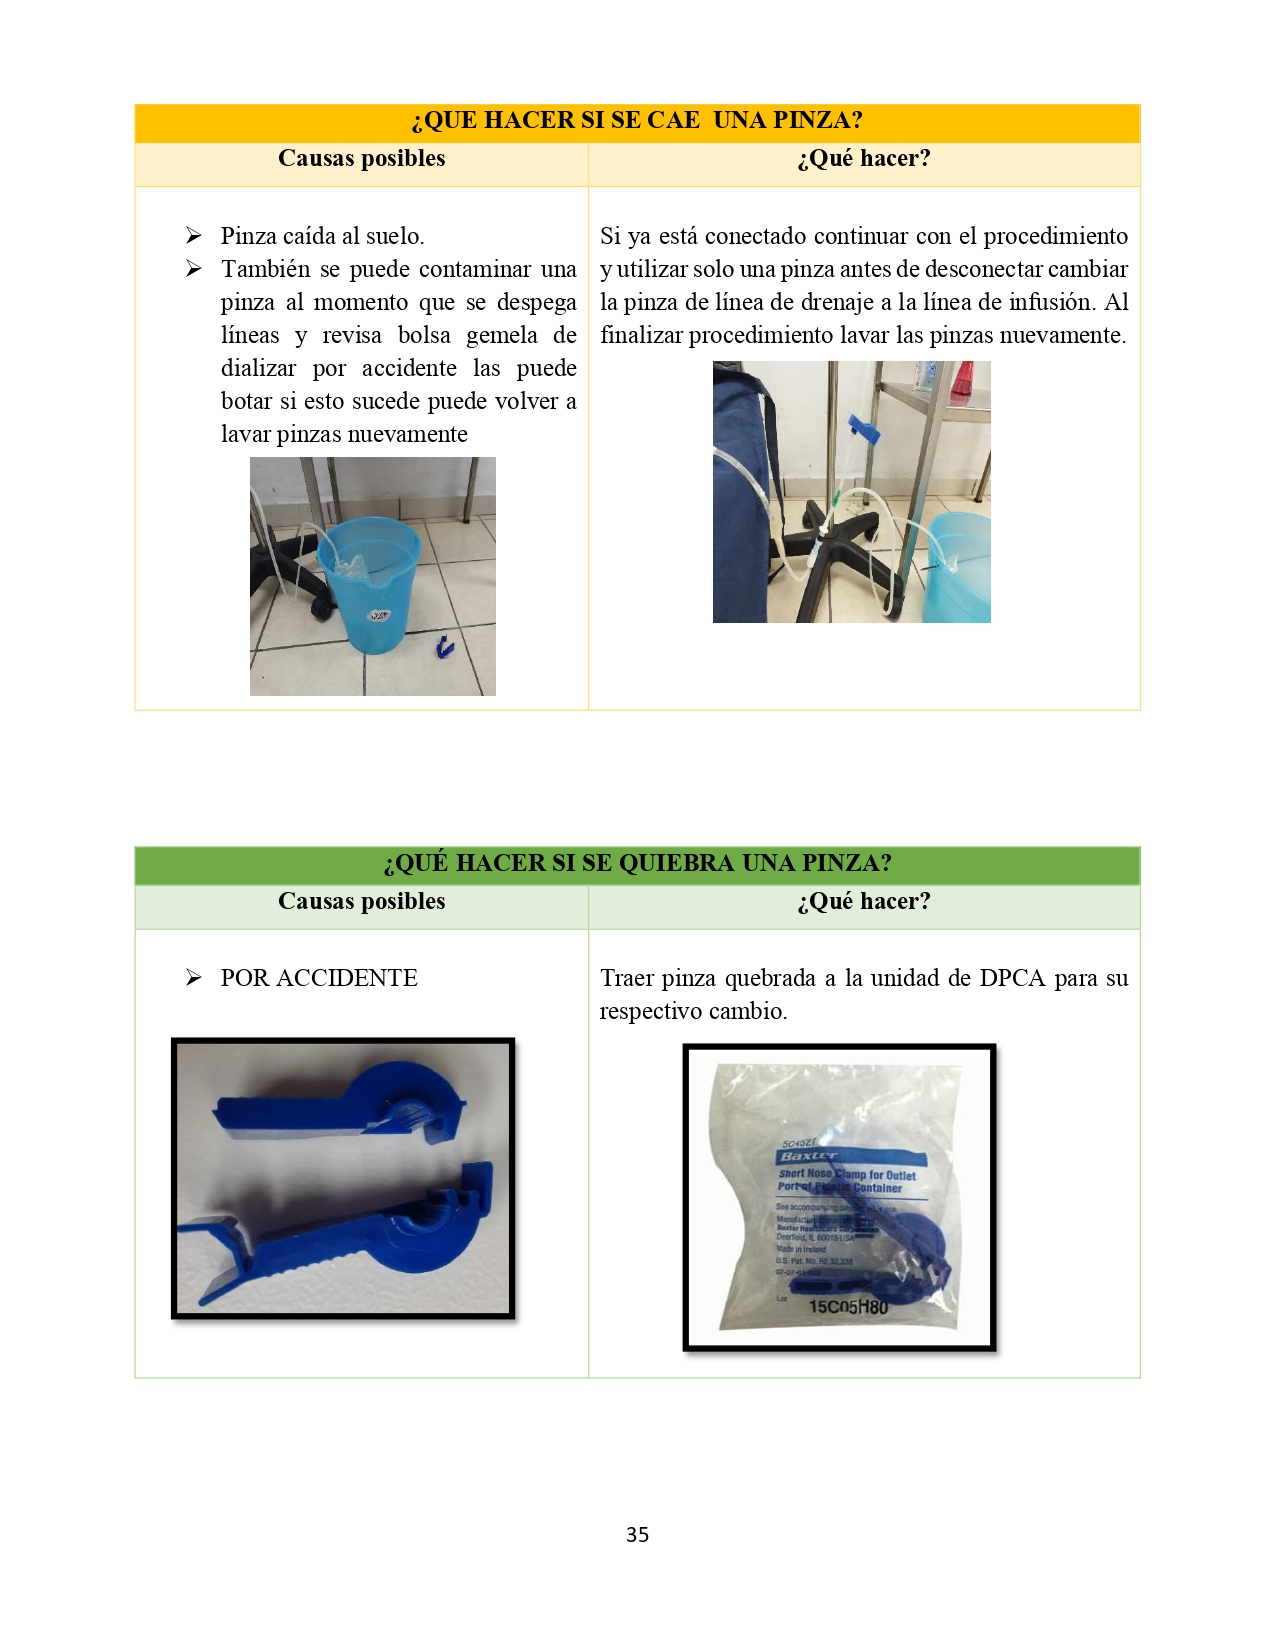 ¿QUE HACER SI SE CAE UNA PINZA?
Causas posibles
¿Qué hacer?
➢ Pinza caída al suelo.
➢ También se puede contaminar una
pinza al momento que se despega
líneas y revisa bolsa gemela de
dializar por accidente las puede
botar si esto sucede puede volver a
lavar pinzas nuevamente
Si ya está conectado continuar con el procedimiento
y utilizar solo una pinza antes de desconectar cambiar
la pinza de línea de drenaje a la línea de infusión. Al
finalizar procedimiento lavar las pinzas nuevamente.
¿QUÉ HACER SI SE QUIEBRA UNA PINZA?
Causas posibles
¿Qué hacer?
➢ POR ACCIDENTE
Traer pinza quebrada a la unidad de DPCA para su
respectivo cambio.
5C4527
Baxter
Short Nose Clamp for Outlet
Port of Plastic Container
See
Baxter Healthcare
Deerfield, IL 60015 USA
Made in Ireland
U.S. Pat. No. RE 32,338
Lot
15C05H80
35